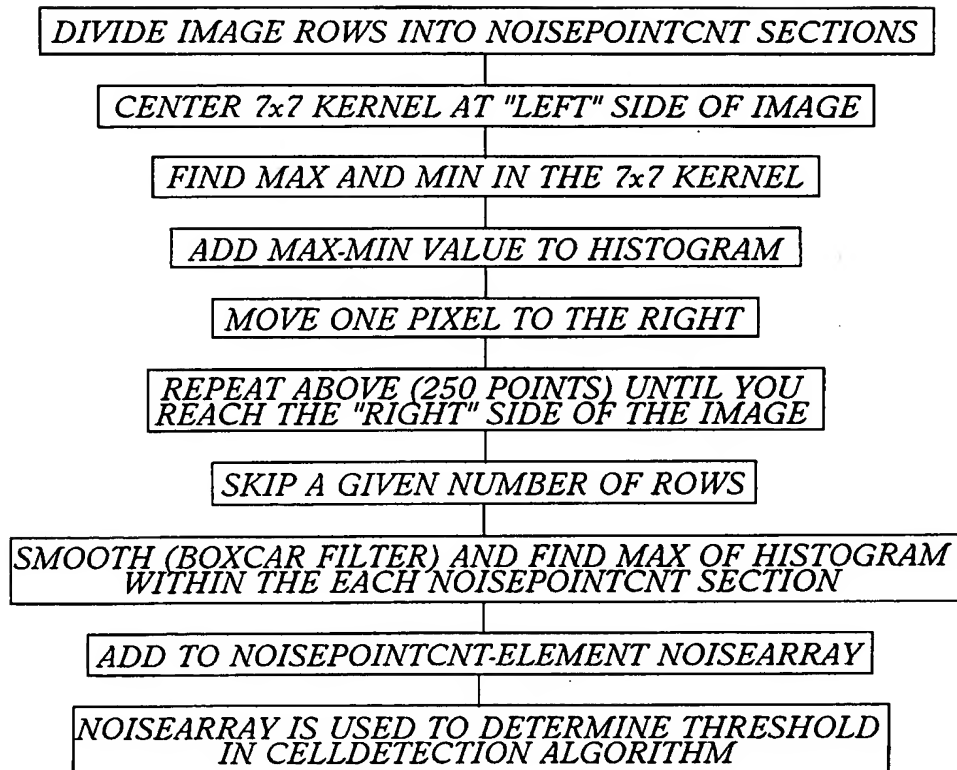 DIVIDE IMAGE ROWS INTO NOISEPOINTCNT SECTIONS
CENTER 7x7 KERNEL AT "LEFT" SIDE OF IMAGE
FIND MAX AND MIN IN THE 7x7 KERNEL
ADD MAX-MIN VALUE TO HISTOGRAM
MOVE ONE PIXEL TO THE RIGHT
REPEAT ABOVE (250 POINTS) UNTIL YOU
REACH THE "RIGHT" SIDE OF THE IMAGE
SKIP A GIVEN NUMBER OF ROWS
SMOOTH (BOXCAR FILTER) AND FIND MAX OF HISTOGRAM
WITHIN THE EACH NOISEPOINTCNT SECTION
ADD TO NOISEPOINTCNT-ELEMENT NOISEARRAY
NOISEARRAY IS USED TO DETERMINE THRESHOLD
IN CELLDETECTION ALGORITHM